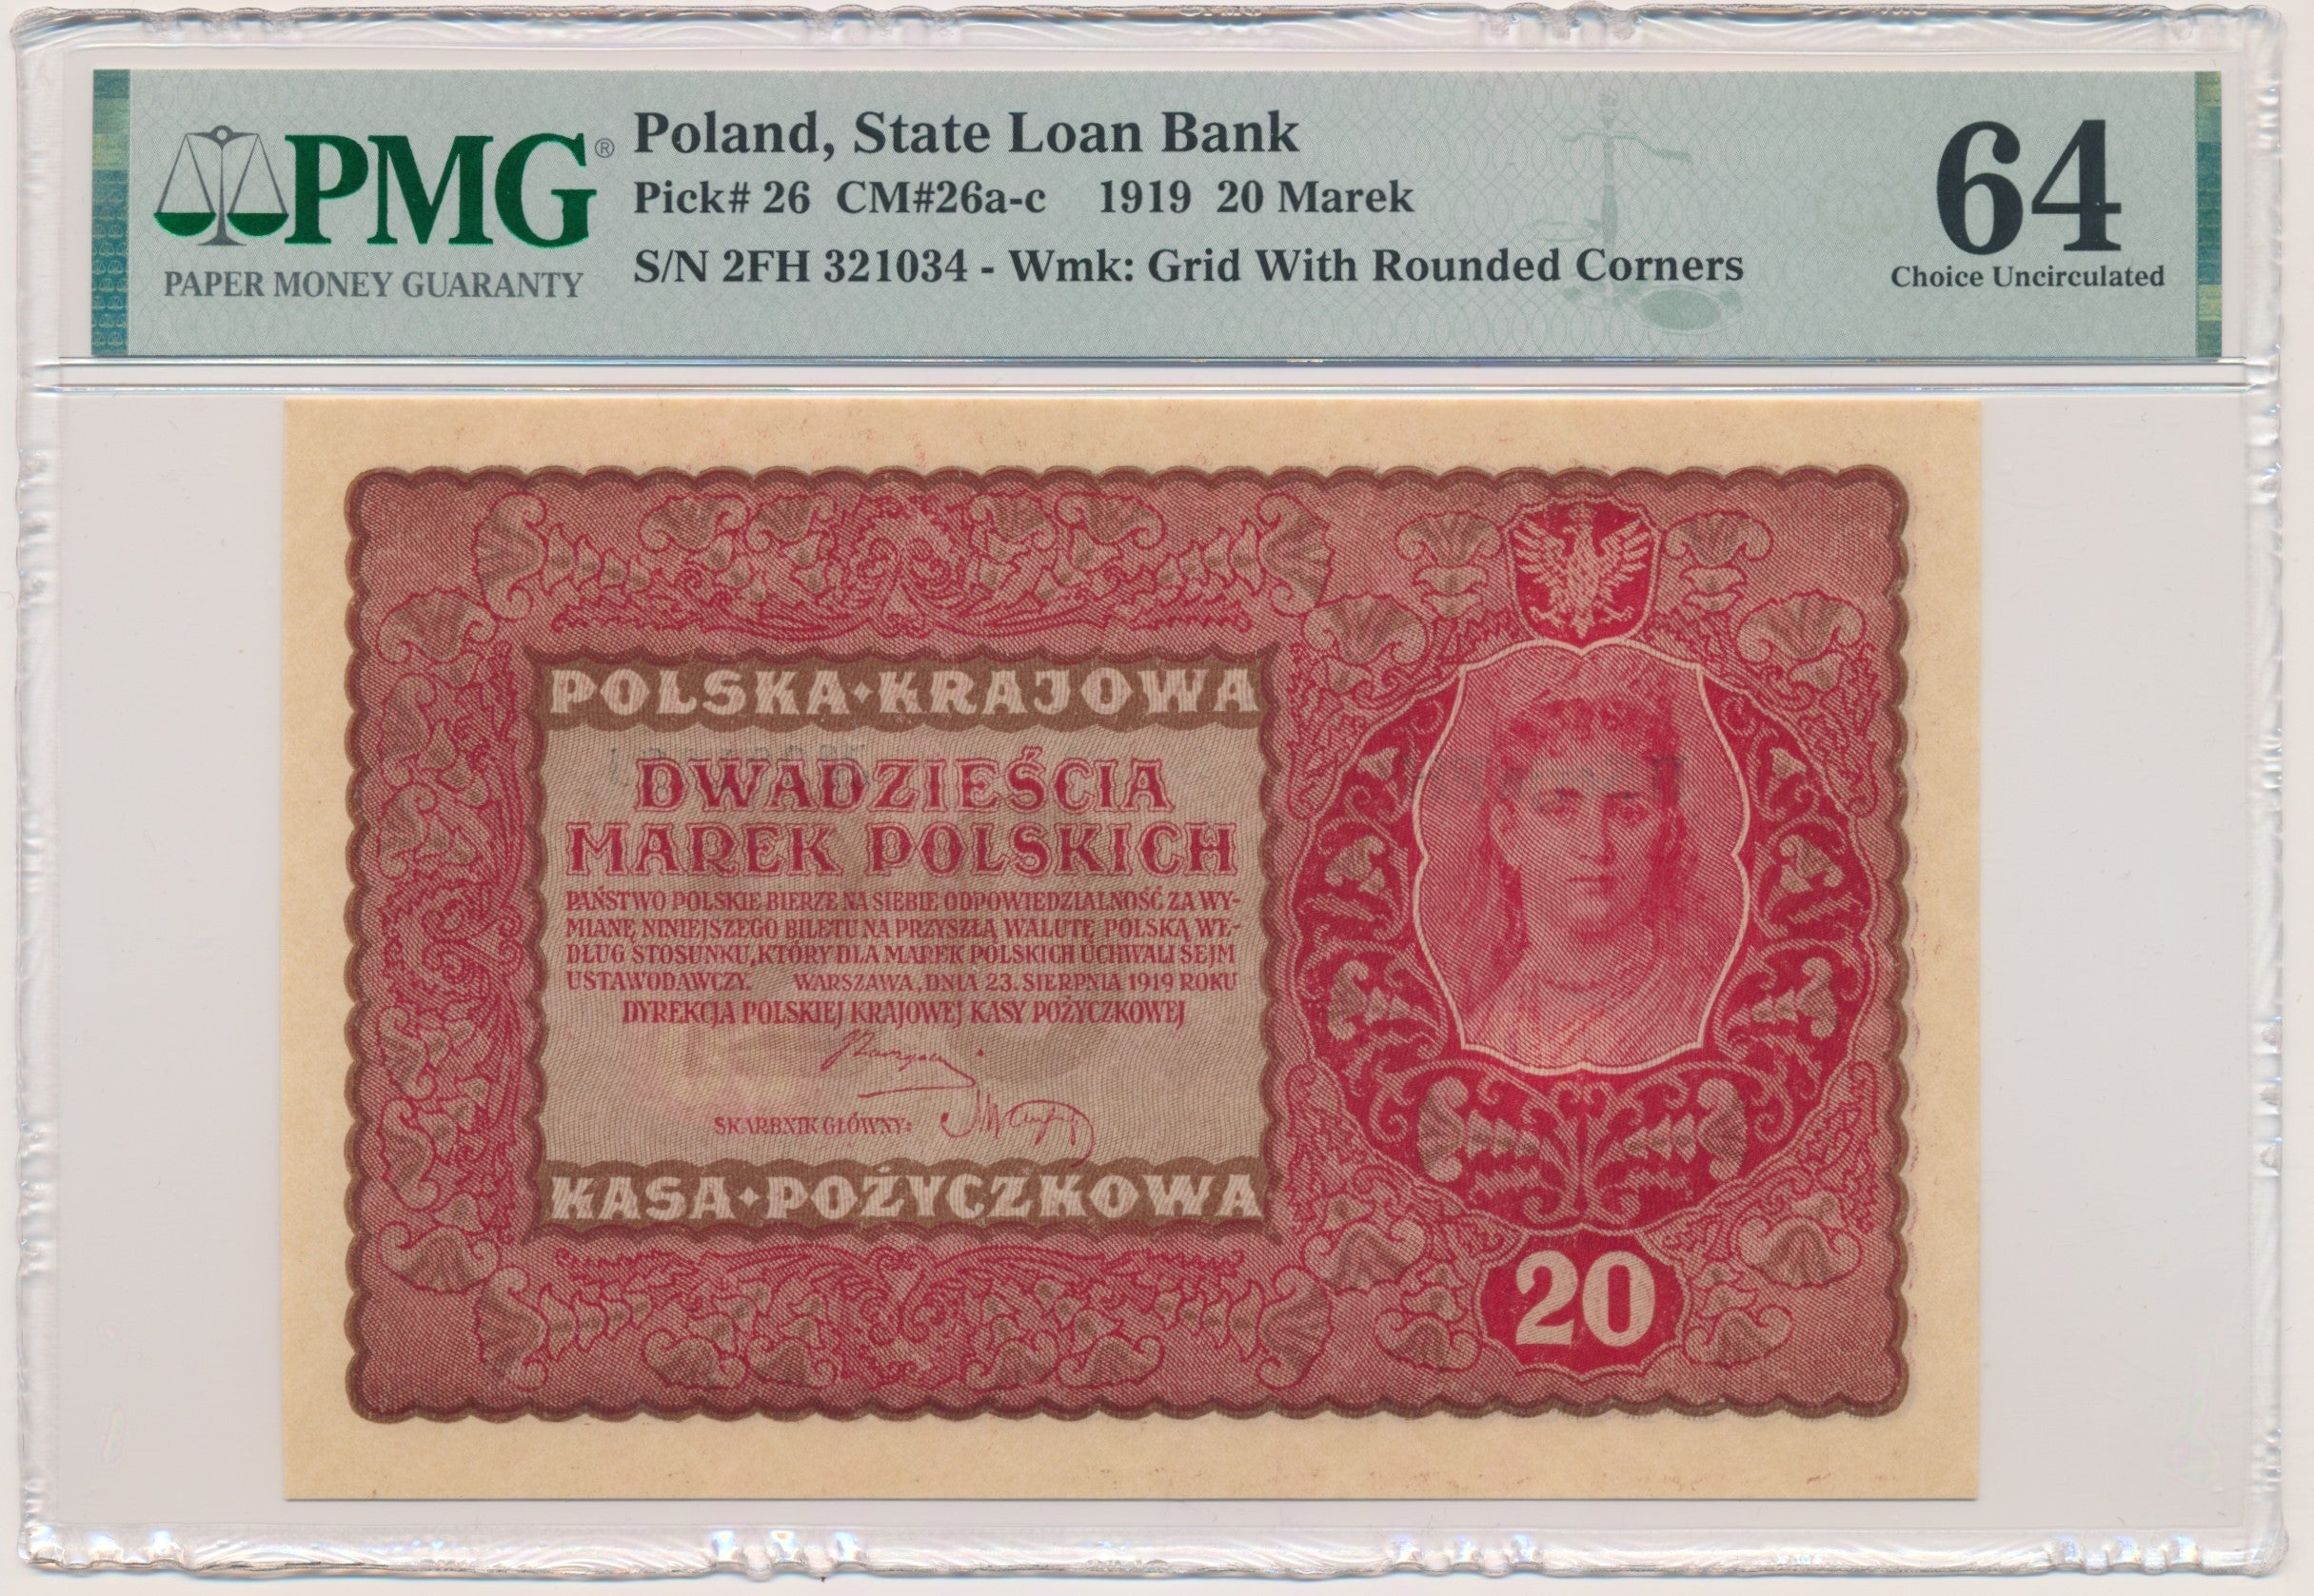 PMG®
PAPER MONEY GUARANTY
Poland, State Loan Bank
Pick# 26 CM#26a-c 1919 20 Marek
S/N 2FH 321034 - Wmk: Grid With Rounded Corners
64
Choice Uncirculated
POLSKA·KRAJOWA
DWADZIEŚCIA
MAREK POLSKICH
PAŃSTWO POLSKIE BIERZE NA SIEBIE ODPOWIEDZIALNOŚĆ ZA WY-
MIANĘ NINIEJSZEGO BILETU NA PRZYSZŁĄ WALUTĘ POLSKĄ WE-
DŁUG STOSUNKU, KTÓRY DLA MAREK POLSKICH UCHWALI SEJM
USTAWODAWCZY. WARSZAWA, DNIA 23. SIERPNIA 1919 ROKU
DYREKCJA POLSKIEJ KRAJOWEJ KASY POŻYCZKOWEJ
SKARBNIK GŁÓWNY:
KASA·POŻYCZKOWA
20